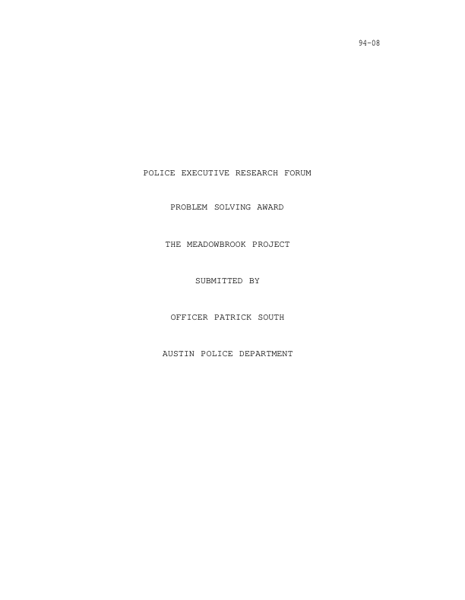 94-08
POLICE EXECUTIVE RESEARCH FORUM
PROBLEM SOLVING AWARD
THE MEADOWBROOK PROJECT
SUBMITTED BY
OFFICER PATRICK SOUTH
AUSTIN POLICE DEPARTMENT